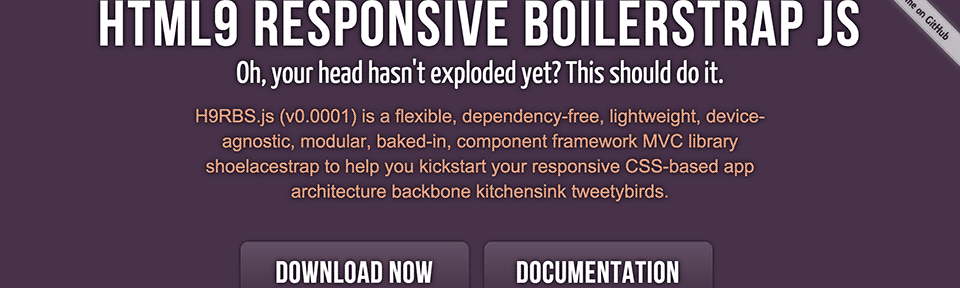 HTML9 RESPONSIVE BOILERSTRAP JS
me on GitHub
Oh, your head hasn't exploded yet? This should do it.
H9RBS.js (v0.0001) is a flexible, dependency-free, lightweight, device-
agnostic, modular, baked-in, component framework MVC library
shoelacestrap to help you kickstart your responsive CSS-based app
architecture backbone kitchensink tweetybirds.
DOWNLOAD NOW
DOCUMENTATION